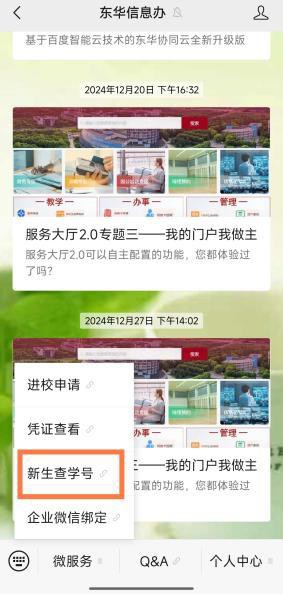 东华信息办
基于百度智能云技术的东华协同云全新升级版
2024年12月20日 下午16:32
搜索
教学 办事 管理
服务大厅2.0专题三——我的门户我做主
服务大厅2.0可以自主配置的功能，您都体验过
了吗？
2024年12月27日 下午14:02
搜索
进校申请
凭证查看
办事 管理
——我的门户我做主
新生查学号
配置的功能，您都体验过
企业微信绑定
微服务 Q&A 个人中心